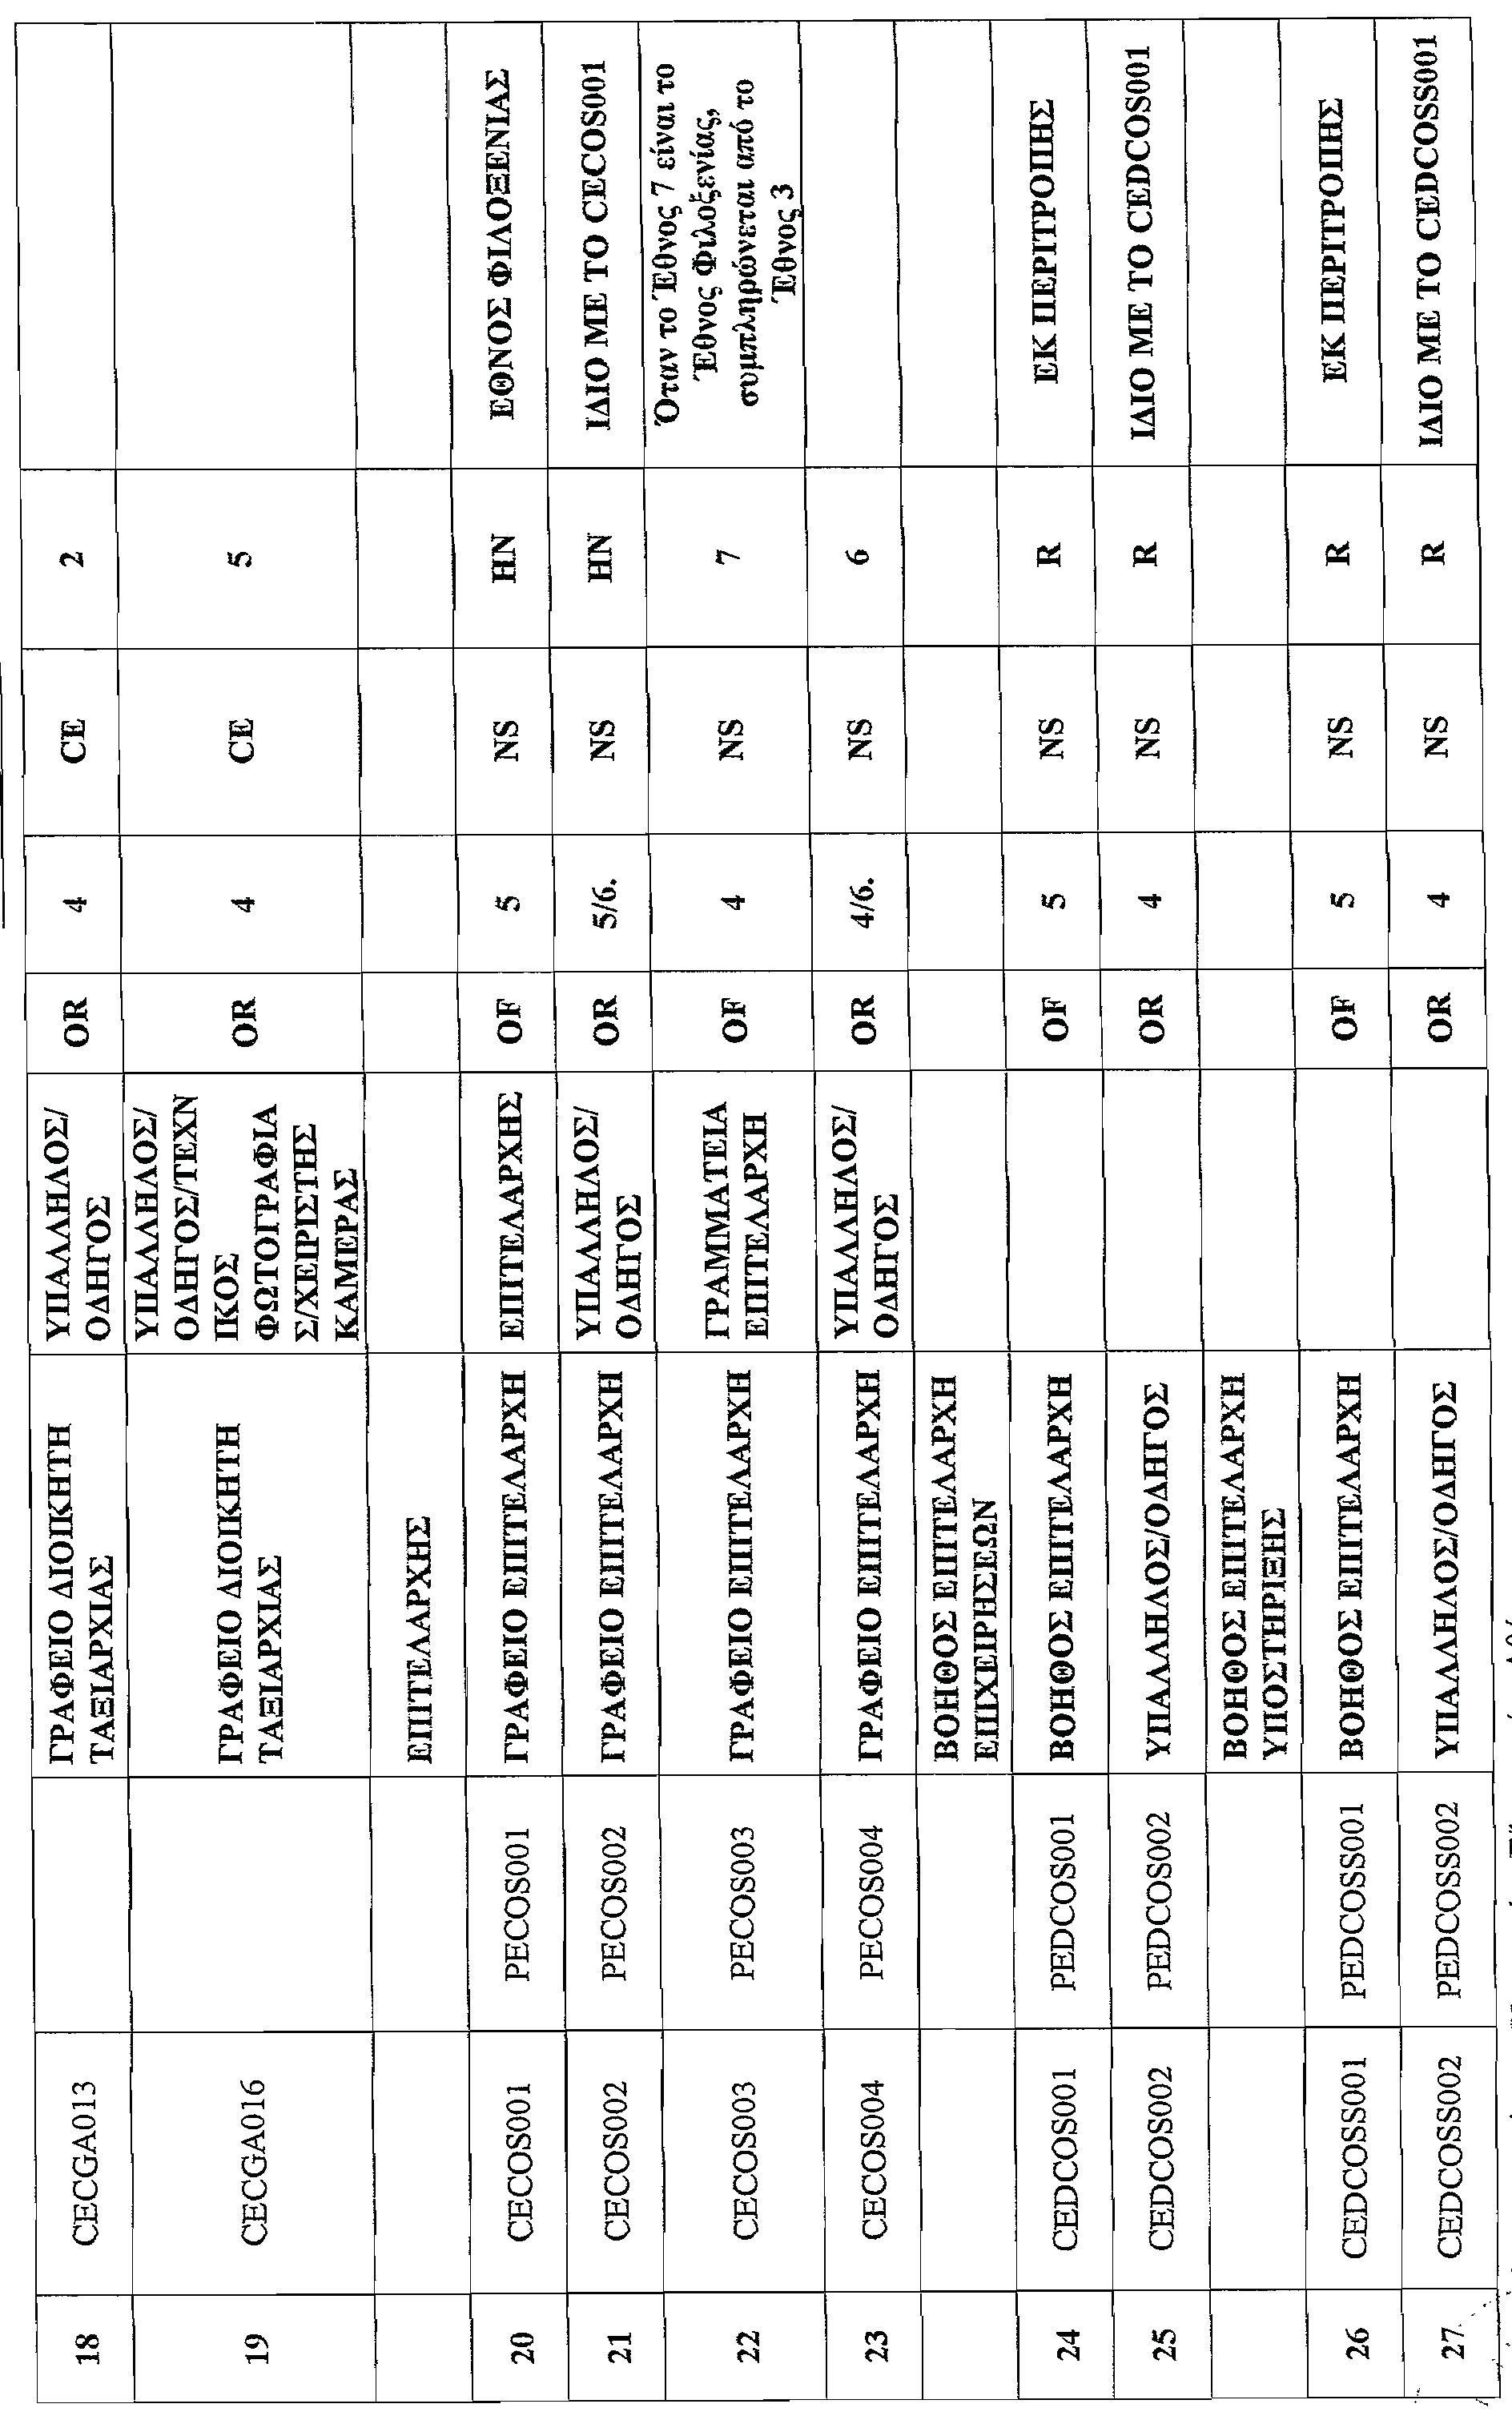 18 CECGA013 ΓΡΑΦΕΙΟ ΔΙΟΙΚΗΤΗ ΤΑΞΙΑΡΧΙΑΣ ΥΠΑΛΛΗΛΟΣ/ ΟΔΗΓΟΣ OR 4 CE 2
19 CECGA016 ΓΡΑΦΕΙΟ ΔΙΟΙΚΗΤΗ ΤΑΞΙΑΡΧΙΑΣ ΥΠΑΛΛΗΛΟΣ/ ΟΔΗΓΟΣ/ΤΕΧΝ ΙΚΟΣ ΦΩΤΟΓΡΑΦΙΑ Σ/ΧΕΙΡΙΣΤΗΣ ΚΑΜΕΡΑΣ OR 4 CE 5
ΕΠΙΤΕΛΑΡΧΗΣ
20 CECOS001 PECOS001 ΓΡΑΦΕΙΟ ΕΠΙΤΕΛΑΡΧΗ ΕΠΙΤΕΛΑΡΧΗΣ OF 5 NS HN ΕΘΝΟΣ ΦΙΛΟΞΕΝΙΑΣ
21 CECOS002 PECOS002 ΓΡΑΦΕΙΟ ΕΠΙΤΕΛΑΡΧΗ ΥΠΑΛΛΗΛΟΣ/ ΟΔΗΓΟΣ OR 5/6. NS HN ΙΔΙΟ ΜΕ ΤΟ CECOS001
22 CECOS003 PECOS003 ΓΡΑΦΕΙΟ ΕΠΙΤΕΛΑΡΧΗ ΓΡΑΜΜΑΤΕΙΑ ΕΠΙΤΕΛΑΡΧΗ OF 4 NS 7 Όταν το Έθνος 7 είναι το Έθνος Φιλοξενίας, συμπληρώνεται από το Έθνος 3
23 CECOS004 PECOS004 ΓΡΑΦΕΙΟ ΕΠΙΤΕΛΑΡΧΗ ΥΠΑΛΛΗΛΟΣ/ ΟΔΗΓΟΣ OR 4/6. NS 6
ΒΟΗΘΟΣ ΕΠΙΤΕΛΑΡΧΗ ΕΠΙΧΕΙΡΗΣΕΩΝ
24 CEDCOS001 PEDCOS001 ΒΟΗΘΟΣ ΕΠΙΤΕΛΑΡΧΗ OF 5 NS R ΕΚ ΠΕΡΙΤΡΟΠΗΣ
25 CEDCOS002 PEDCOS002 ΥΠΑΛΛΗΛΟΣ/ΟΔΗΓΟΣ OR 4 NS R ΙΔΙΟ ΜΕ ΤΟ CEDCOS001
ΒΟΗΘΟΣ ΕΠΙΤΕΛΑΡΧΗ ΥΠΟΣΤΗΡΙΞΗΣ
26 CEDCOSS001 PEDCOSS001 ΒΟΗΘΟΣ ΕΠΙΤΕΛΑΡΧΗ OF 5 NS R ΕΚ ΠΕΡΙΤΡΟΠΗΣ
27 CEDCOSS002 PEDCOSS002 ΥΠΑΛΛΗΛΟΣ/ΟΔΗΓΟΣ OR 4 NS R ΙΔΙΟ ΜΕ ΤΟ CEDCOSS001